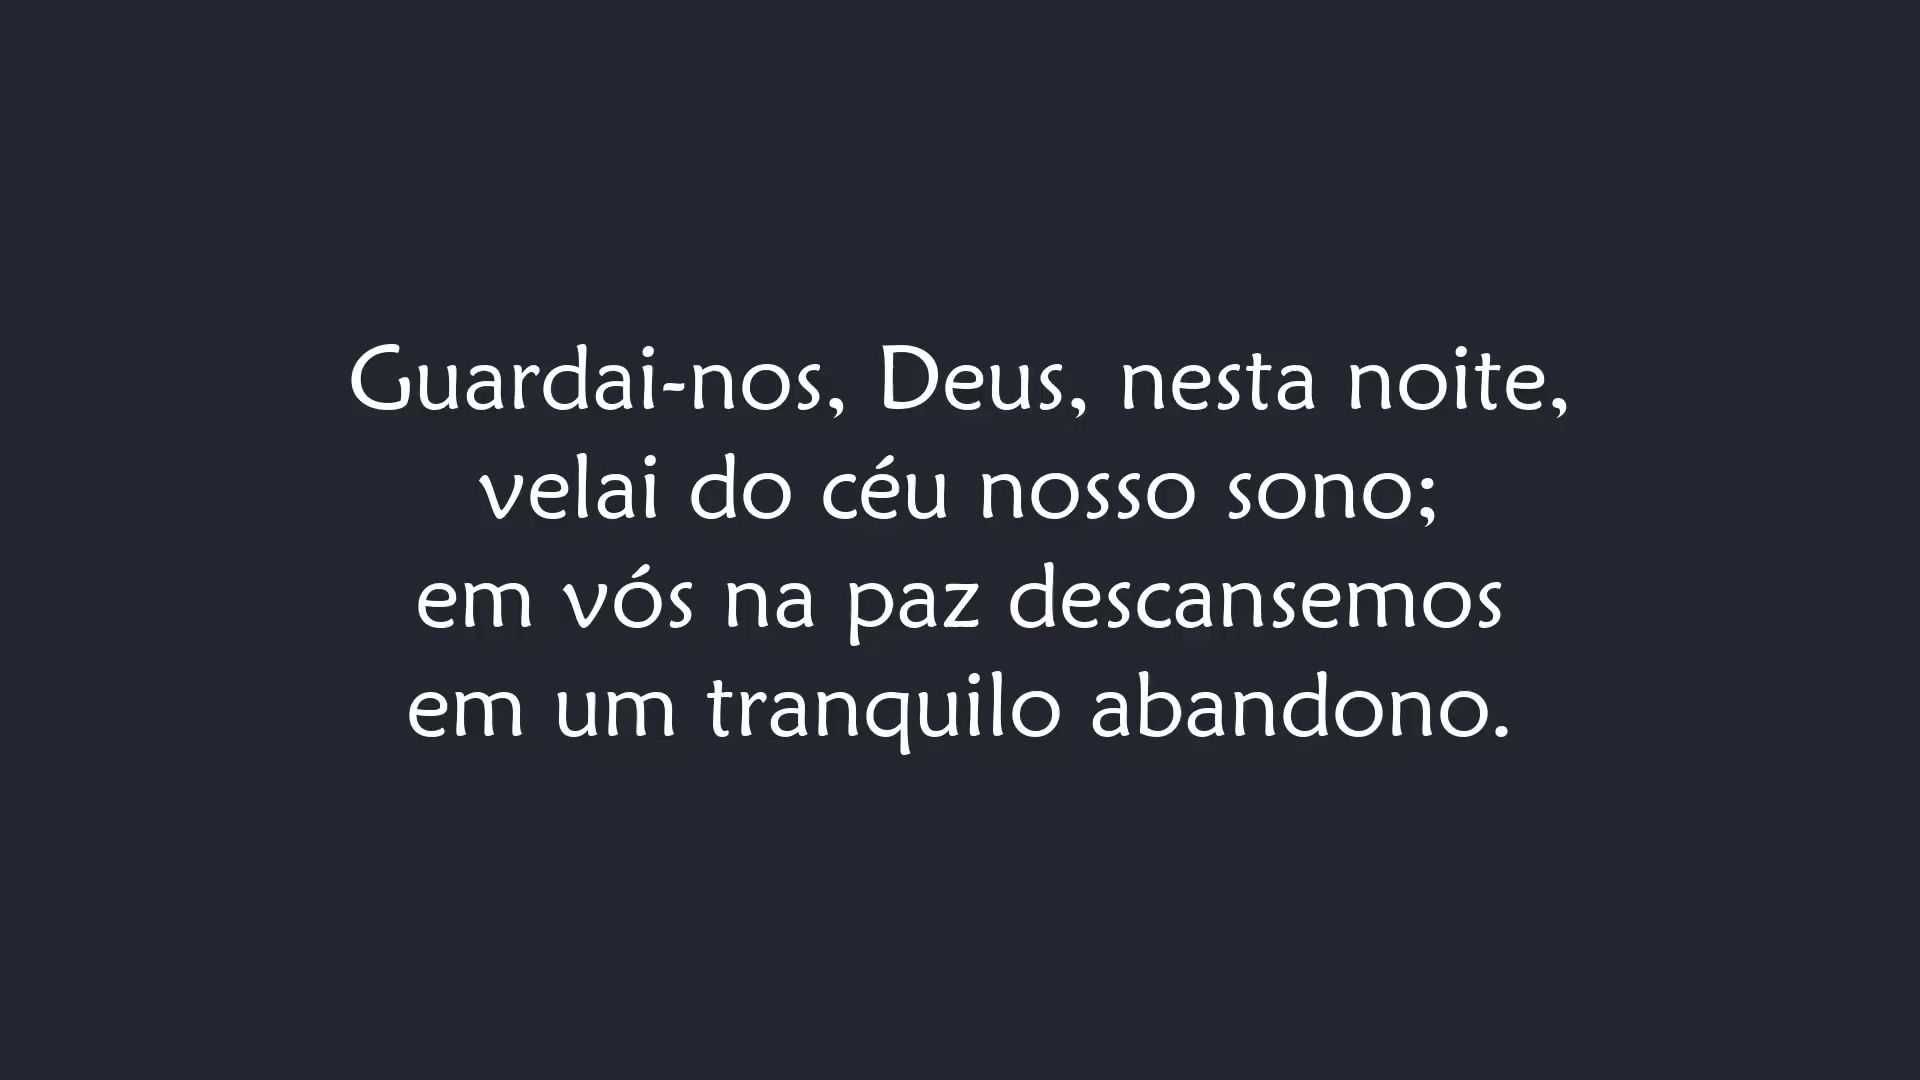 Guardai-nos, Deus, nesta noite,
velai do céu nosso sono;
em vós na paz descansemos
em um tranquilo abandono.